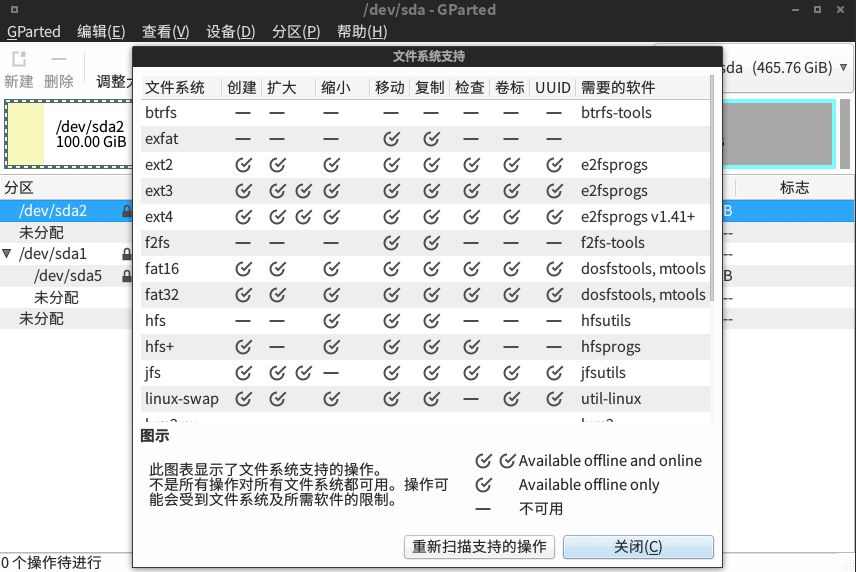 /dev/sda - GParted
GParted 编辑(E) 查看(V) 设备(D) 分区(P) 帮助(H)
文件系统支持
新建 删除 调整大
sda (465.76 GiB)
/dev/sda2
100.00 GiB
分区
标志
/dev/sda2
未分配
/dev/sda1
/dev/sda5
未分配
未分配
文件系统 创建 扩大 缩小 移动 复制 检查 卷标 UUID 需要的软件
btrfs — — — — — — — — btrfs-tools
exfat — — — — — —
ext2 e2fsprogs
ext3 e2fsprogs
ext4 e2fsprogs v1.41+
f2fs — — — — — — f2fs-tools
fat16 dosfstools, mtools
fat32 dosfstools, mtools
hfs — — — — — hfsutils
hfs+ — — — hfsprogs
jfs — jfsutils
linux-swap — util-linux
图示
此图表显示了文件系统支持的操作。
不是所有操作对所有文件系统都可用。操作可
能会受到文件系统及所需软件的限制。
Available offline and online
Available offline only
— 不可用
重新扫描支持的操作 关闭(C)
0 个操作待进行